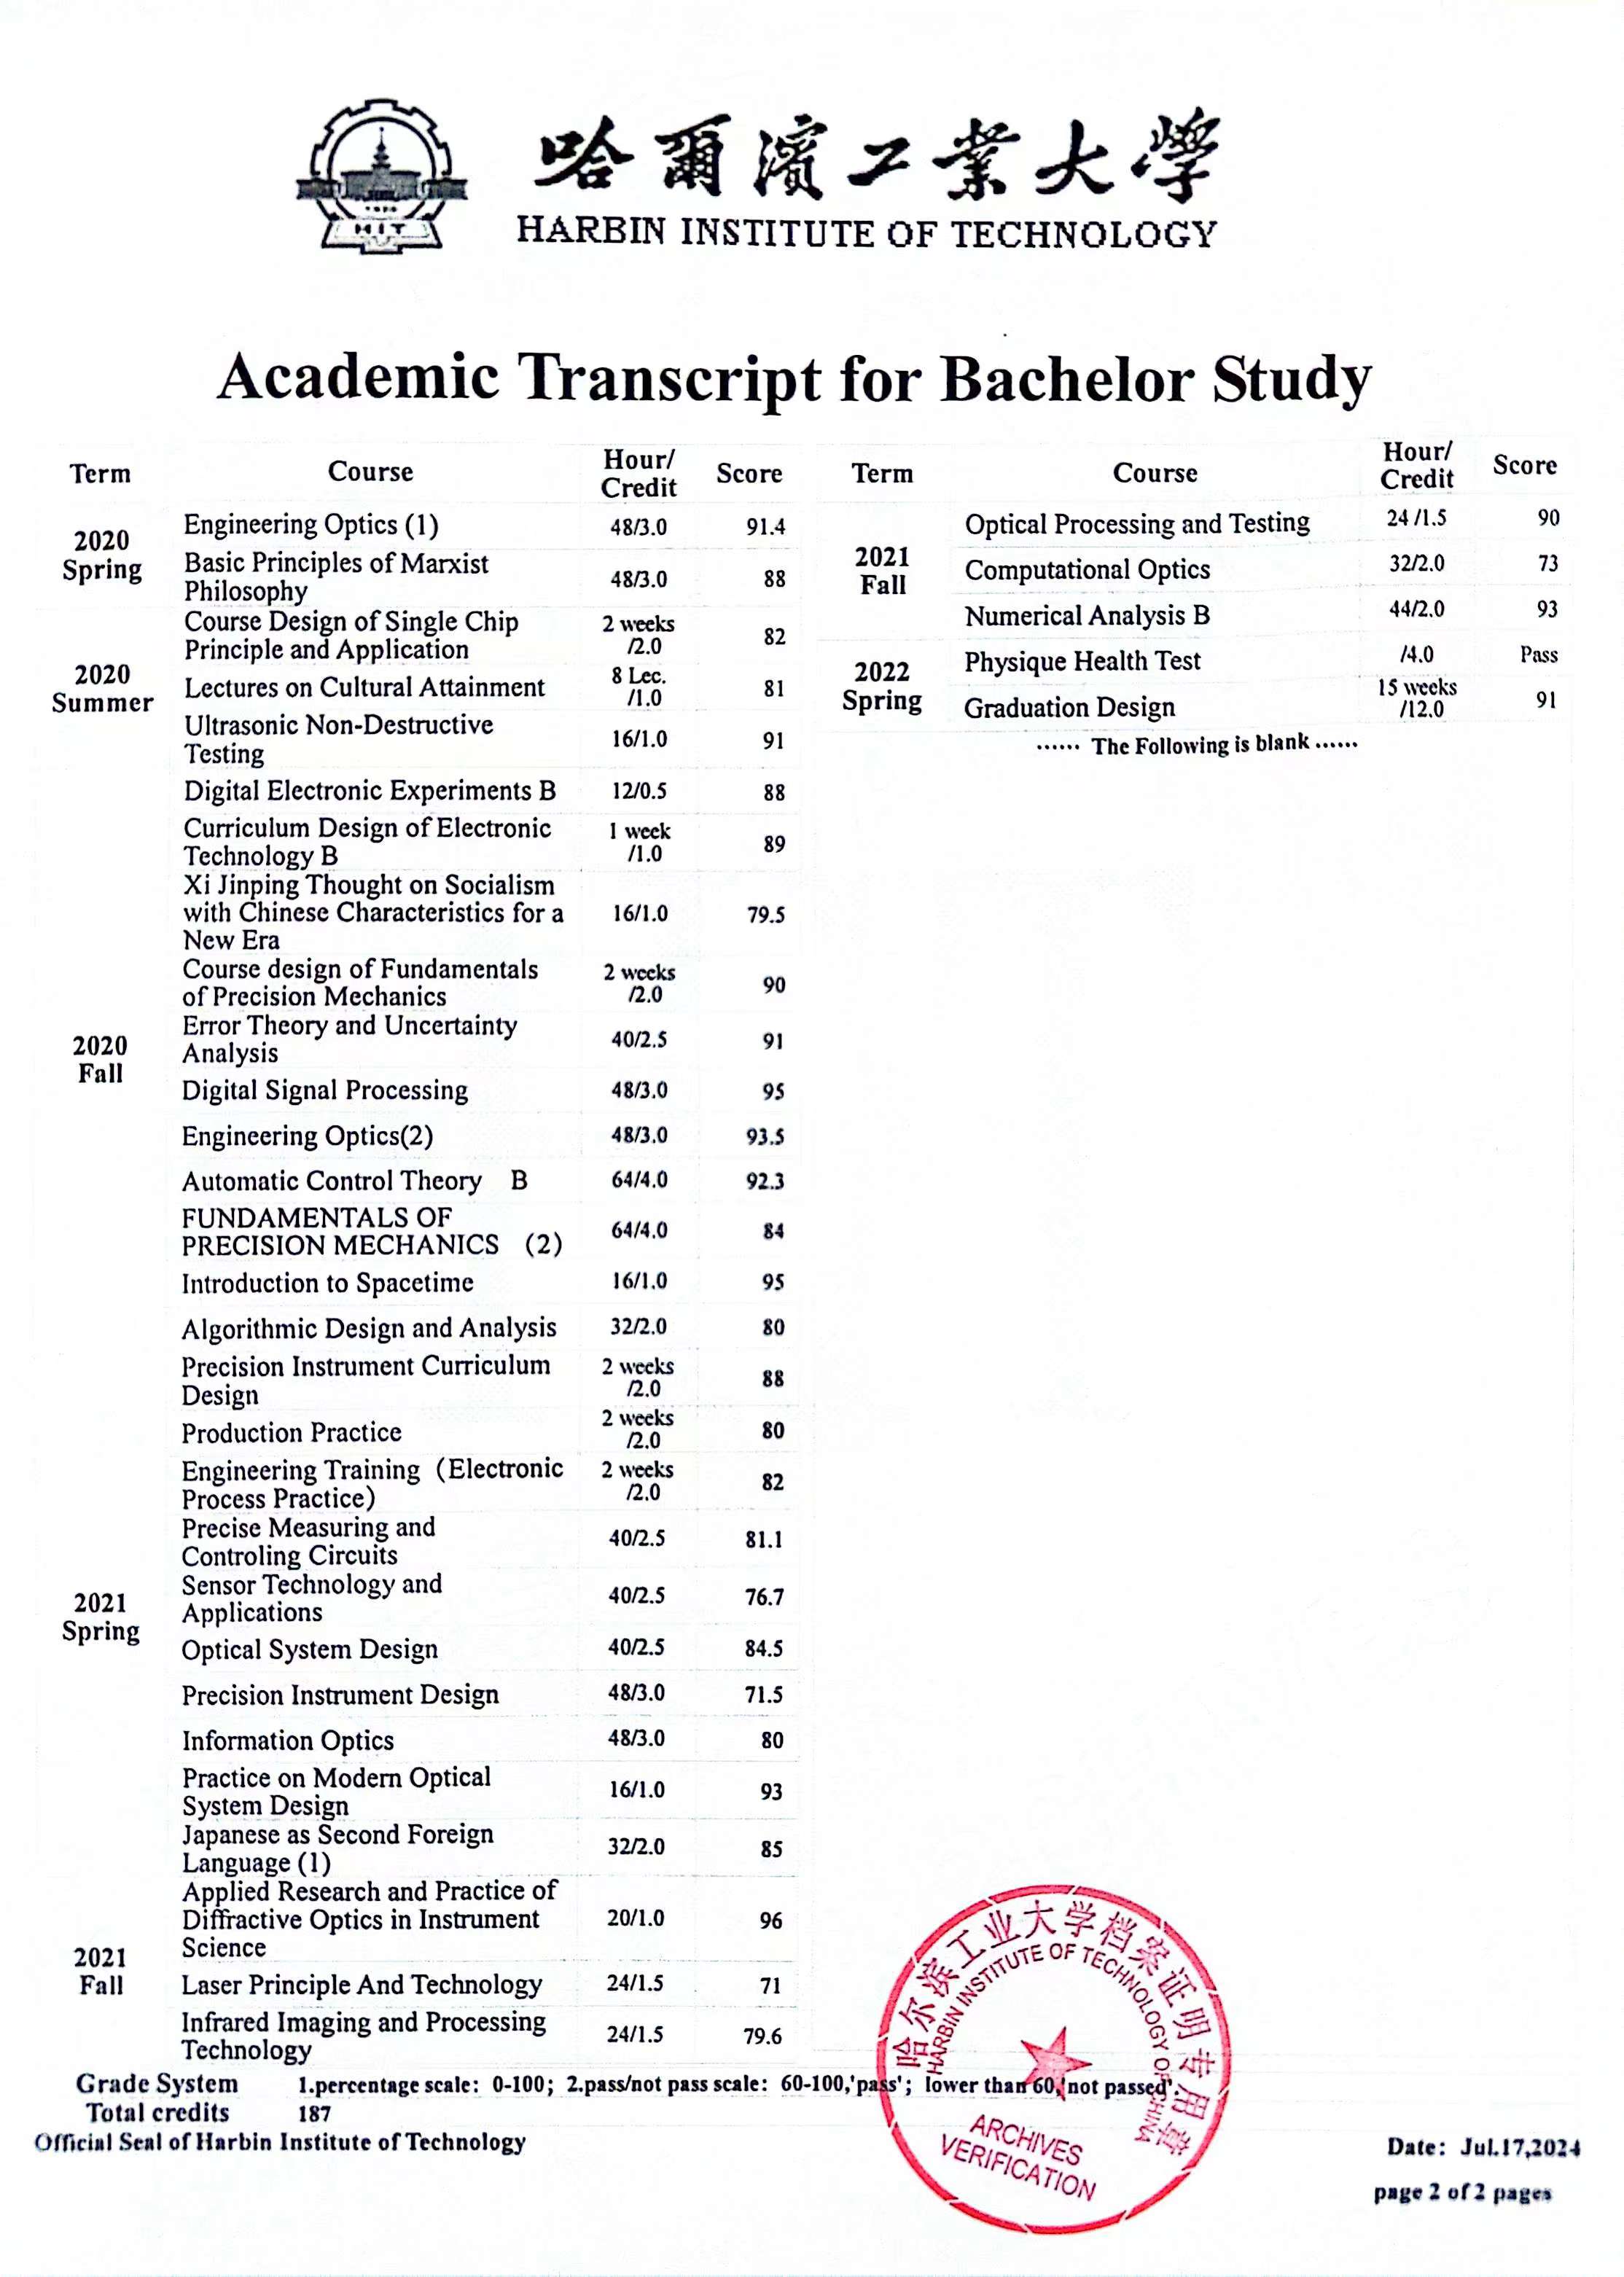 HIT
哈爾濱工業大學
HARBIN INSTITUTE OF TECHNOLOGY
Academic Transcript for Bachelor Study
Term Course Hour/Credit Score
2020 Spring
Engineering Optics (1) 48/3.0 91.4
Basic Principles of Marxist
Philosophy 48/3.0 88
2020 Summer
Course Design of Single Chip
Principle and Application 2 weeks /2.0 82
Lectures on Cultural Attainment 8 Lec. /1.0 81
Ultrasonic Non-Destructive
Testing 16/1.0 91
2020 Fall
Digital Electronic Experiments B 12/0.5 88
Curriculum Design of Electronic
Technology B 1 week /1.0 89
Xi Jinping Thought on Socialism
with Chinese Characteristics for a
New Era 16/1.0 79.5
Course design of Fundamentals
of Precision Mechanics 2 weeks /2.0 90
Error Theory and Uncertainty
Analysis 40/2.5 91
Digital Signal Processing 48/3.0 95
Engineering Optics(2) 48/3.0 93.5
Automatic Control Theory B 64/4.0 92.3
FUNDAMENTALS OF
PRECISION MECHANICS (2) 64/4.0 84
Introduction to Spacetime 16/1.0 95
2021 Spring
Algorithmic Design and Analysis 32/2.0 80
Precision Instrument Curriculum
Design 2 weeks /2.0 88
Production Practice 2 weeks /2.0 80
Engineering Training (Electronic
Process Practice) 2 weeks /2.0 82
Precise Measuring and
Controling Circuits 40/2.5 81.1
Sensor Technology and
Applications 40/2.5 76.7
Optical System Design 40/2.5 84.5
Precision Instrument Design 48/3.0 71.5
Information Optics 48/3.0 80
Practice on Modern Optical
System Design 16/1.0 93
Japanese as Second Foreign
Language (1) 32/2.0 85
2021 Fall
Applied Research and Practice of
Diffractive Optics in Instrument
Science 20/1.0 96
Laser Principle And Technology 24/1.5 71
Infrared Imaging and Processing
Technology 24/1.5 79.6
Term Course Hour/Credit Score
2021 Fall
Optical Processing and Testing 24 /1.5 90
Computational Optics 32/2.0 73
Numerical Analysis B 44/2.0 93
2022 Spring
Physique Health Test /4.0 Pass
Graduation Design 15 weeks /12.0 91
...... The Following is blank ......
Grade System 1.percentage scale: 0-100; 2.pass/not pass scale: 60-100,'pass'; lower than 60,'not passed'.
Total credits 187
Official Seal of Harbin Institute of Technology
哈尔滨工业大学档案证明专用章
HARBIN INSTITUTE OF TECHNOLOGY OF CHINA
ARCHIVES
VERIFICATION
Date: Jul.17,2024
page 2 of 2 pages